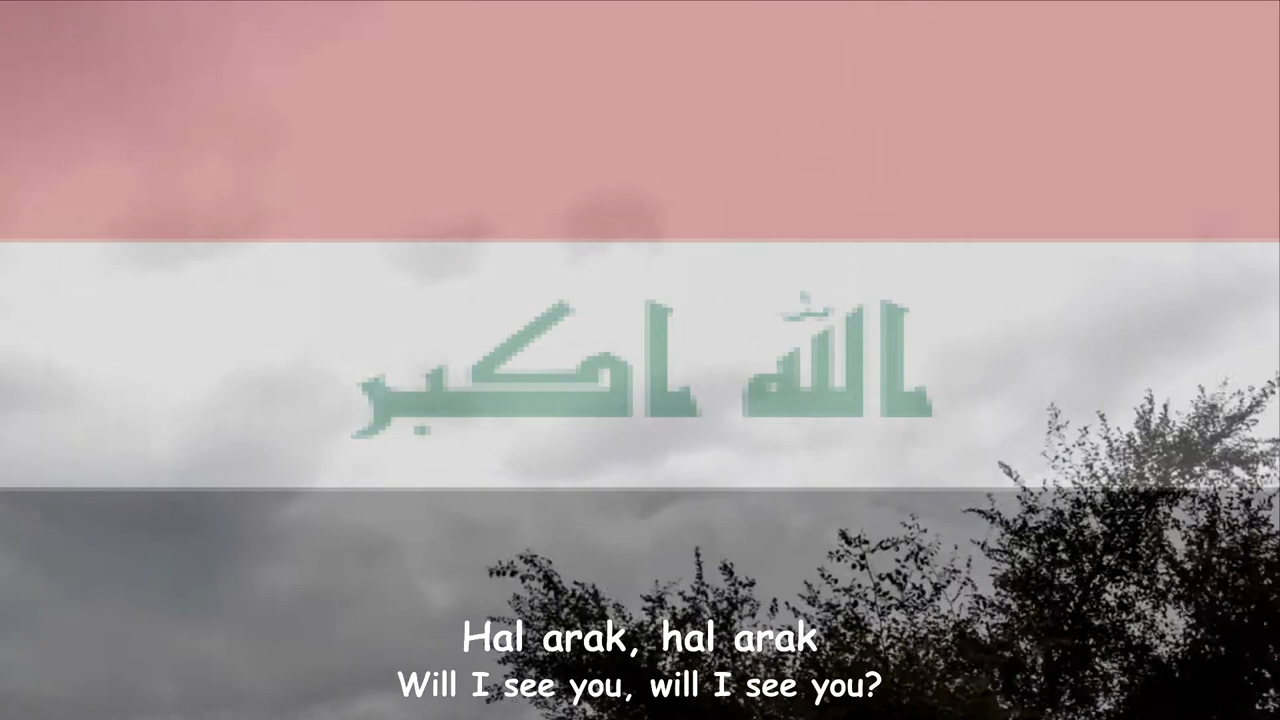 الله اكبر
Hal arak, hal arak
Will I see you, will I see you?